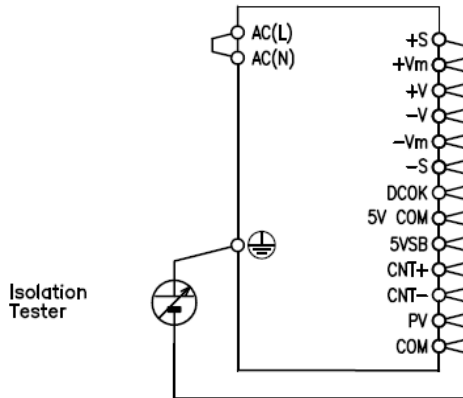 AC(L)
AC(N)
+S
+Vm
+V
-V
-Vm
-S
DCOK
5V COM
5VSB
CNT+
CNT-
PV
COM
Isolation
Tester